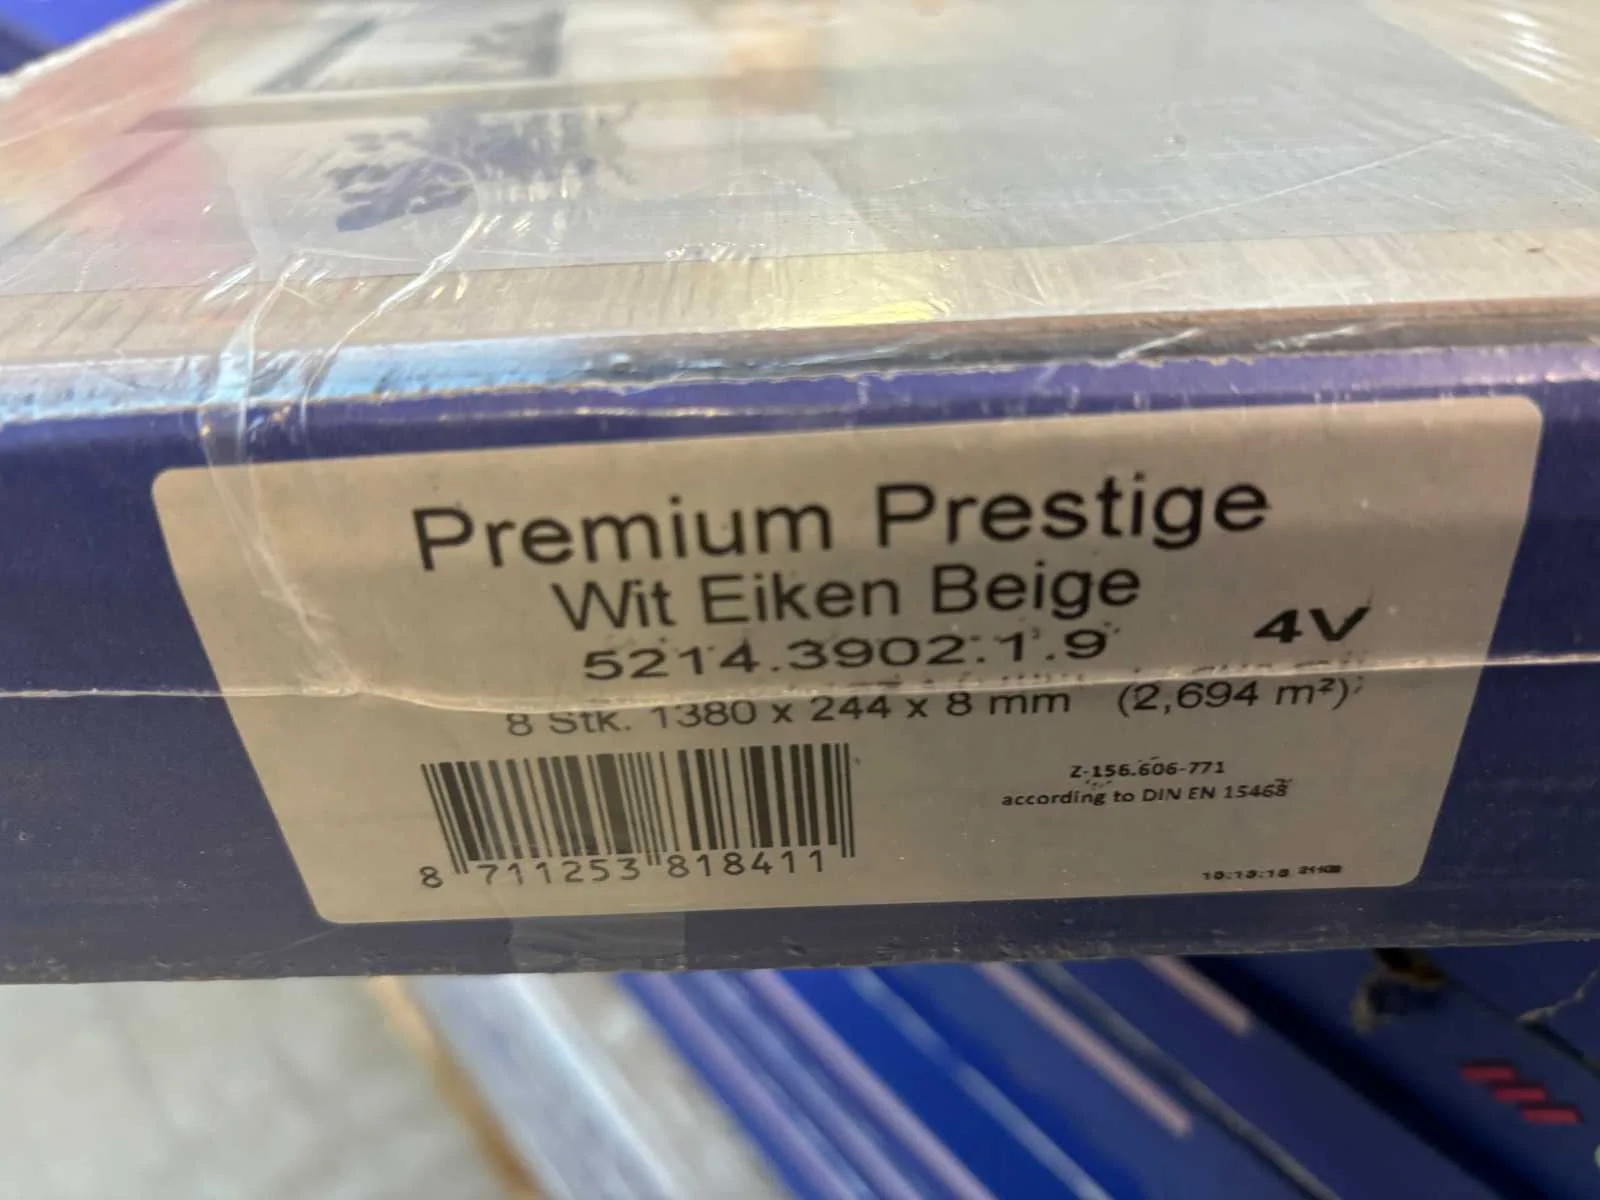 Premium Prestige
Wit Eiken Beige
5214.3902.1.9 4V
8 Stk. 1380 x 244 x 8 mm (2,694 m²)
Z-156.606-771
according to DIN EN 15468
8 711253 818411